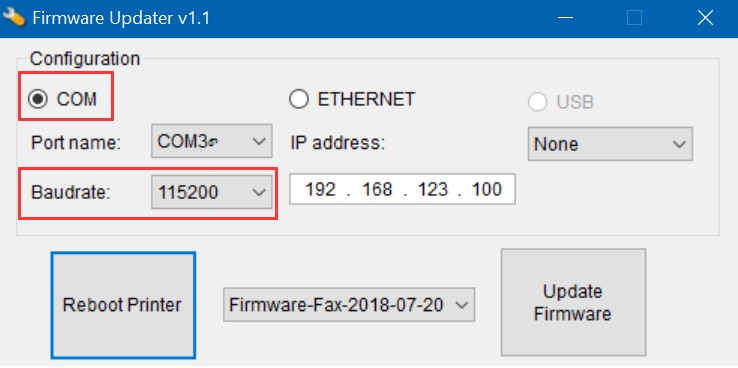 Firmware Updater v1.1
Configuration
COM
ETHERNET
USB
Port name:
COM3
IP address:
None
Baudrate:
115200
192 . 168 . 123 . 100
Reboot Printer
Firmware-Fax-2018-07-20
Update
Firmware